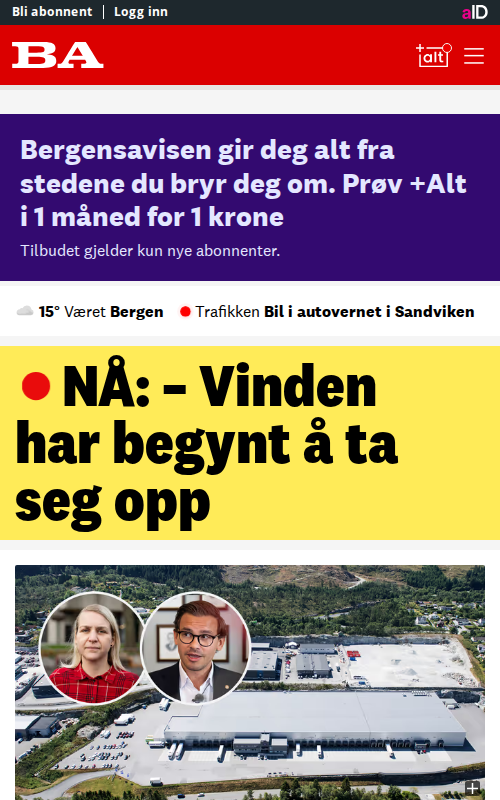 Bli abonnent | Logg inn
aID
BA
+alt
Bergensavisen gir deg alt fra
stedene du bryr deg om. Prøv +Alt
i 1 måned for 1 krone
Tilbudet gjelder kun nye abonnenter.
15° Været Bergen
Trafikken Bil i autovernet i Sandviken
NÅ: – Vinden
har begynt å ta
seg opp